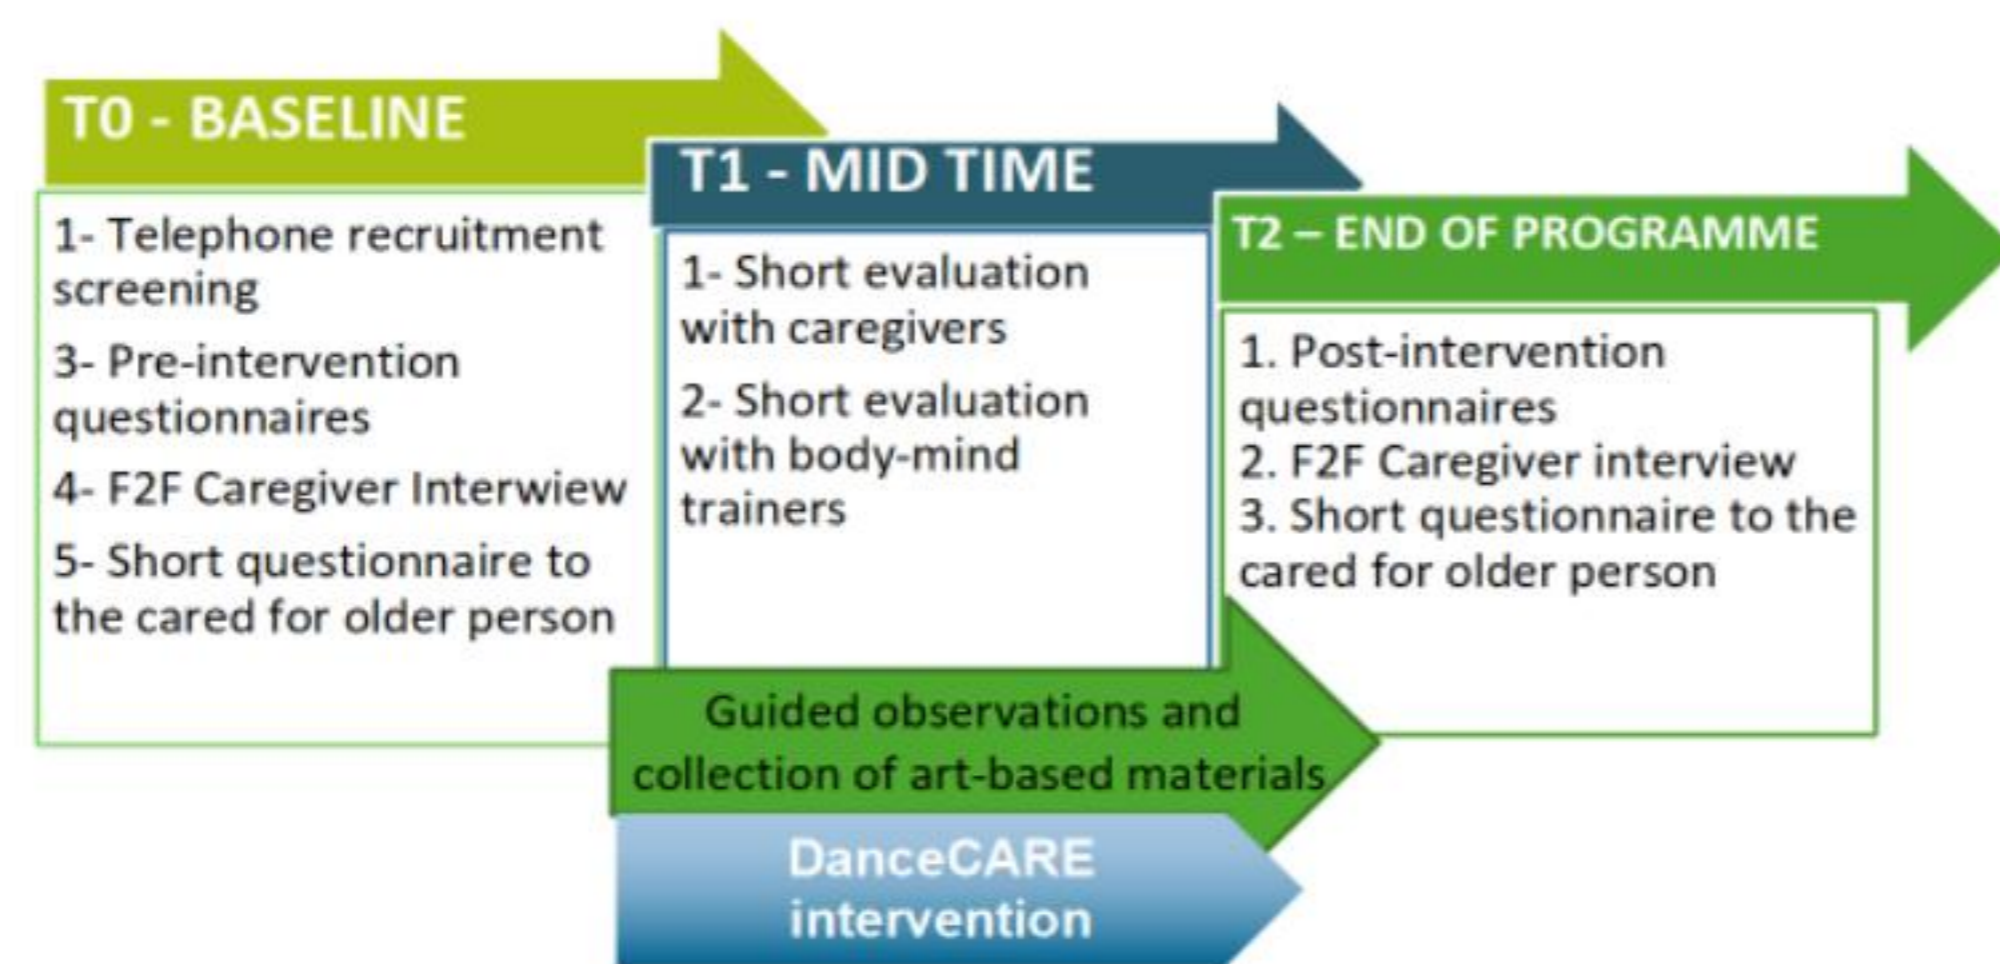 T0 - BASELINE
1- Telephone recruitment
screening
3- Pre-intervention
questionnaires
4- F2F Caregiver Interwiew
5- Short questionnaire to
the cared for older person
T1 - MID TIME
1- Short evaluation
with caregivers
2- Short evaluation
with body-mind
trainers
T2 – END OF PROGRAMME
1. Post-intervention
questionnaires
2. F2F Caregiver interview
3. Short questionnaire to the
cared for older person
Guided observations and
collection of art-based materials
DanceCARE
intervention